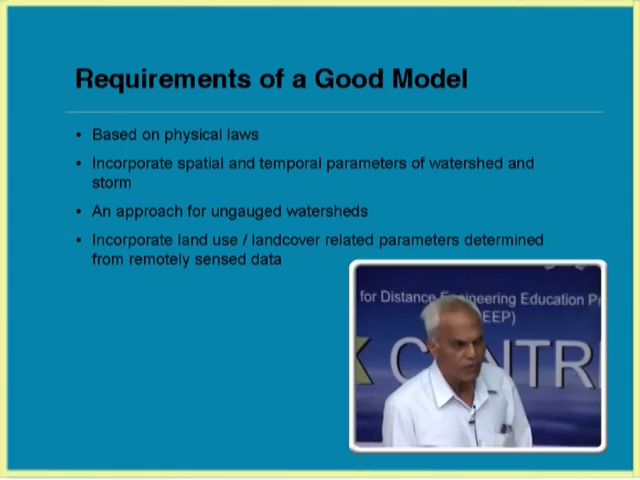 Requirements of a Good Model
• Based on physical laws
• Incorporate spatial and temporal parameters of watershed and
storm
• An approach for ungauged watersheds
• Incorporate land use / landcover related parameters determined
from remotely sensed data
for Distance Engineering Education
EEP)